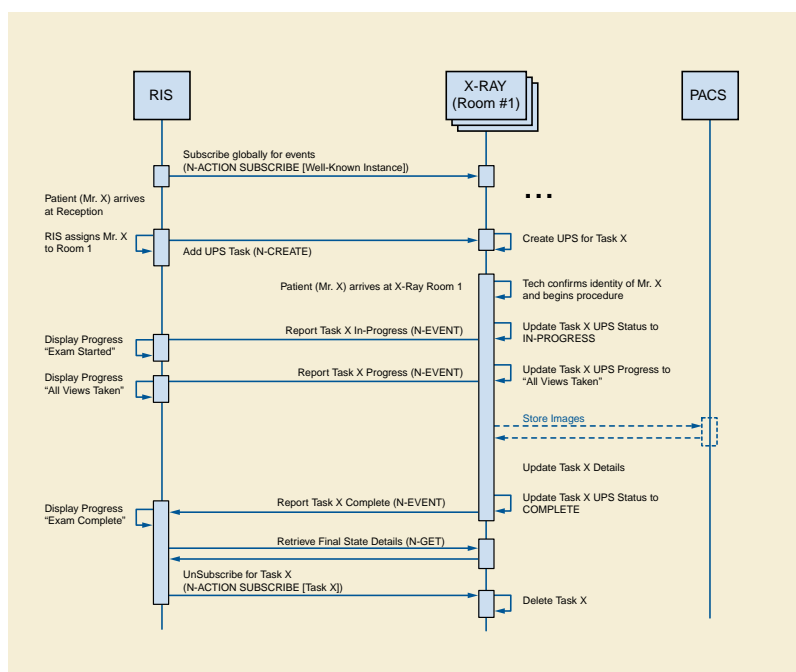 RIS
X-RAY
(Room #1)
PACS
Subscribe globally for events
(N-ACTION SUBSCRIBE [Well-Known Instance])
...
Patient (Mr. X) arrives
at Reception
RIS assigns Mr. X
to Room 1
Add UPS Task (N-CREATE)
Create UPS for Task X
Patient (Mr. X) arrives at X-Ray Room 1
Tech confirms identity of Mr. X
and begins procedure
Display Progress
“Exam Started”
Report Task X In-Progress (N-EVENT)
Update Task X UPS Status to
IN-PROGRESS
Display Progress
“All Views Taken”
Report Task X Progress (N-EVENT)
Update Task X UPS Progress to
“All Views Taken”
Store Images
Update Task X Details
Display Progress
“Exam Complete”
Report Task X Complete (N-EVENT)
Update Task X UPS Status to
COMPLETE
Retrieve Final State Details (N-GET)
UnSubscribe for Task X
(N-ACTION SUBSCRIBE [Task X])
Delete Task X